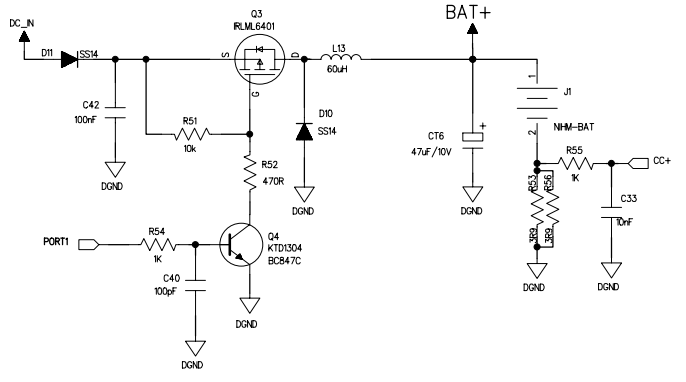 DC_IN
D11
SS14
Q3
IRLML6401
S
D
G
L13
60uH
BAT+
C42
100nF
DGND
R51
10k
R52
470R
D10
SS14
DGND
CT6
47uF/10V
+
DGND
1
J1
NHM-BAT
2
R55
1K
CC+
R53
R56
3R9
3R9
C33
10nF
DGND
DGND
PORT1
R54
1K
Q4
KTD1304
BC847C
C40
100pF
DGND
DGND